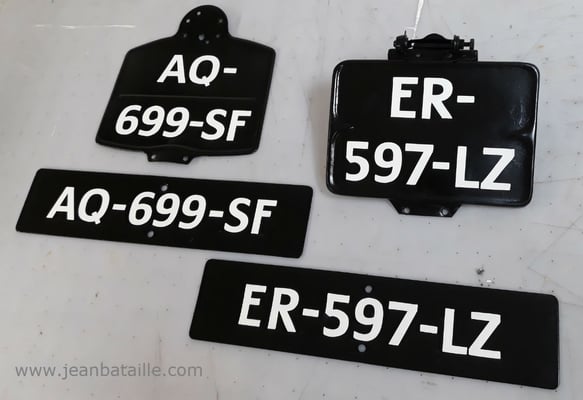 AQ-
699-SF
ER-
597-LZ
AQ-699-SF
ER-597-LZ
www.jeanbataille.com